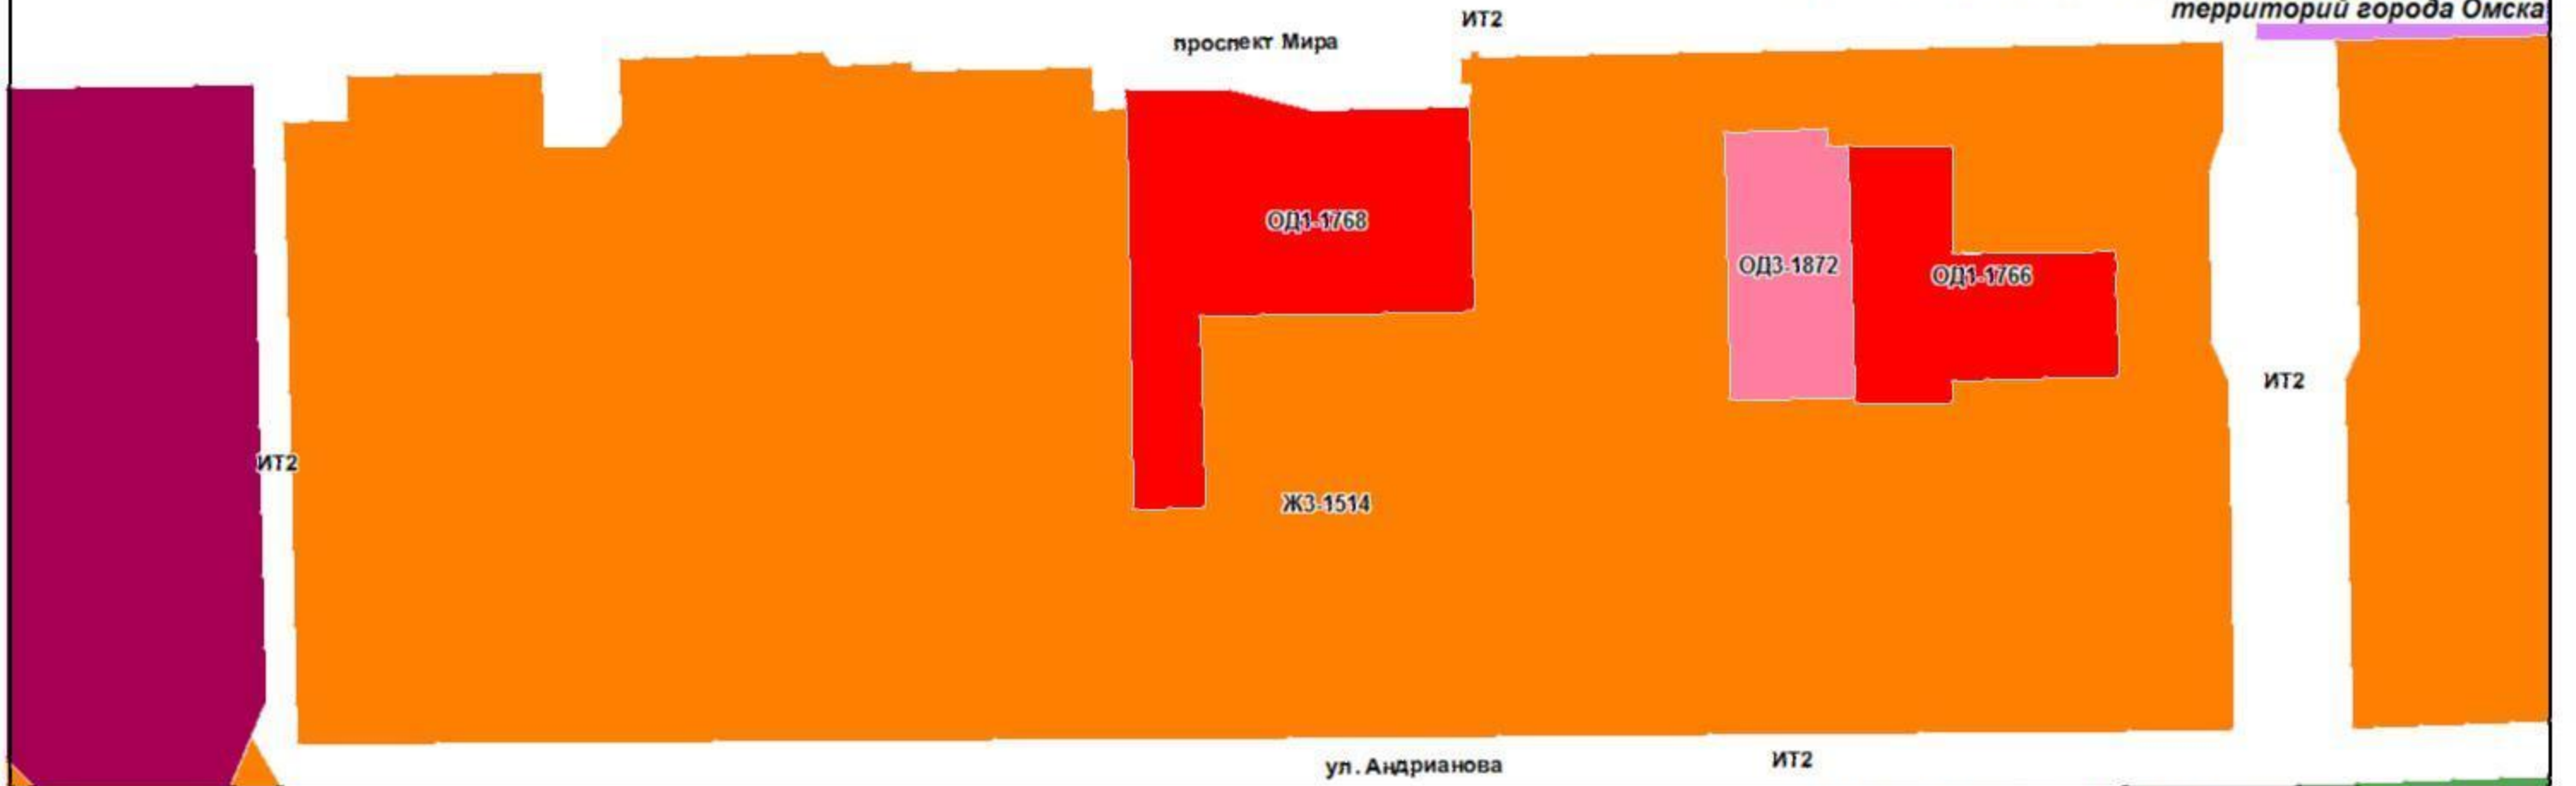 территорий города Омска
ИТ2
проспект Мира
ОД1-1768
ОД3-1872
ОД1-1766
ИТ2
ИТ2
Ж3-1514
ул. Андрианова
ИТ2